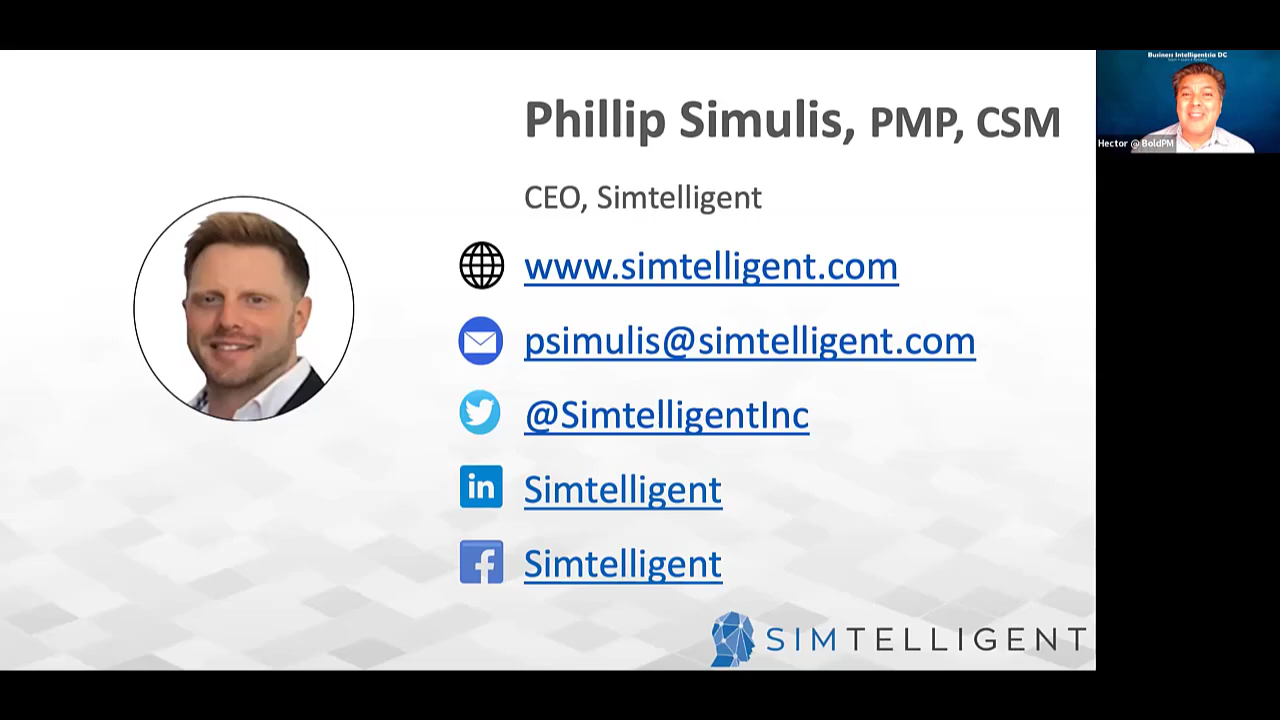 Phillip Simulis, PMP, CSM
CEO, Simtelligent
www.simtelligent.com
psimulis@simtelligent.com
@SimtelligentInc
in Simtelligent
f Simtelligent
SIMTELLIGENT
Business Intelligentsia DC
Hector @ BoldPM